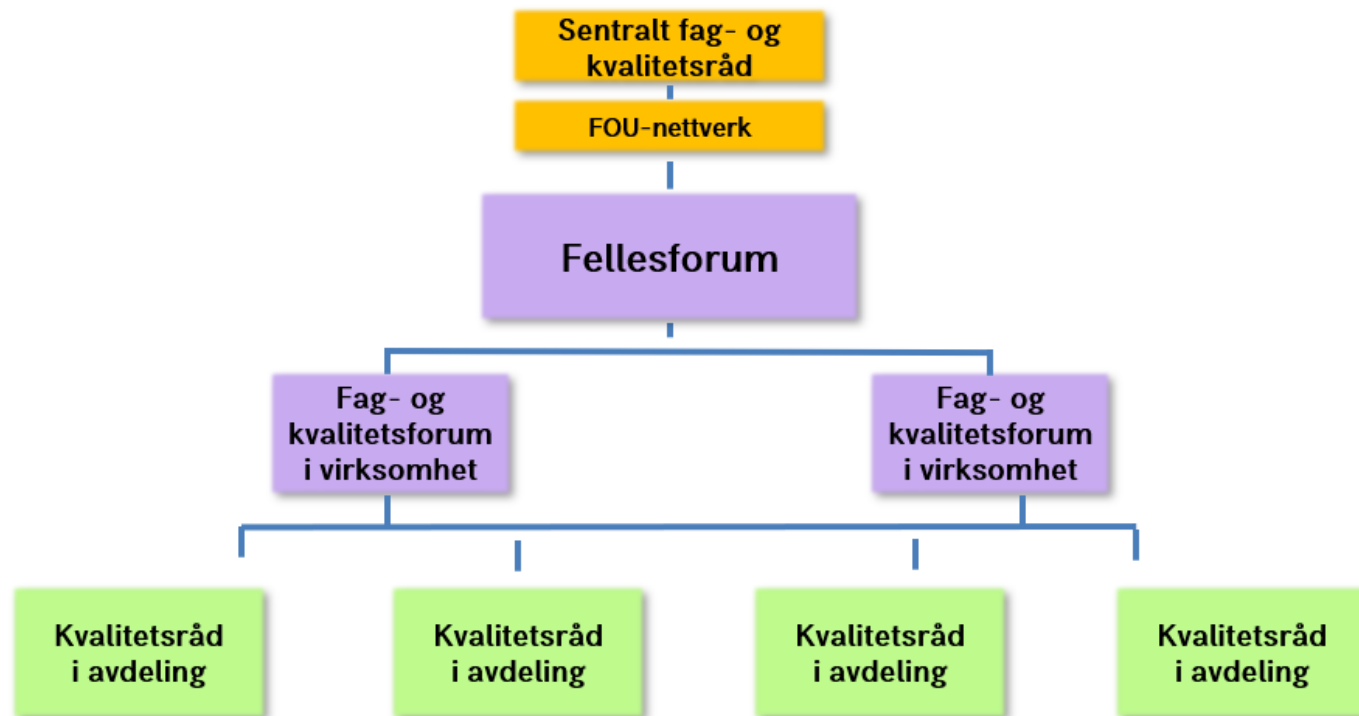 Sentralt fag- og
kvalitetsråd
FOU-nettverk
Fellesforum
Fag- og
kvalitetsforum
i virksomhet
Fag- og
kvalitetsforum
i virksomhet
Kvalitetsråd
i avdeling
Kvalitetsråd
i avdeling
Kvalitetsråd
i avdeling
Kvalitetsråd
i avdeling